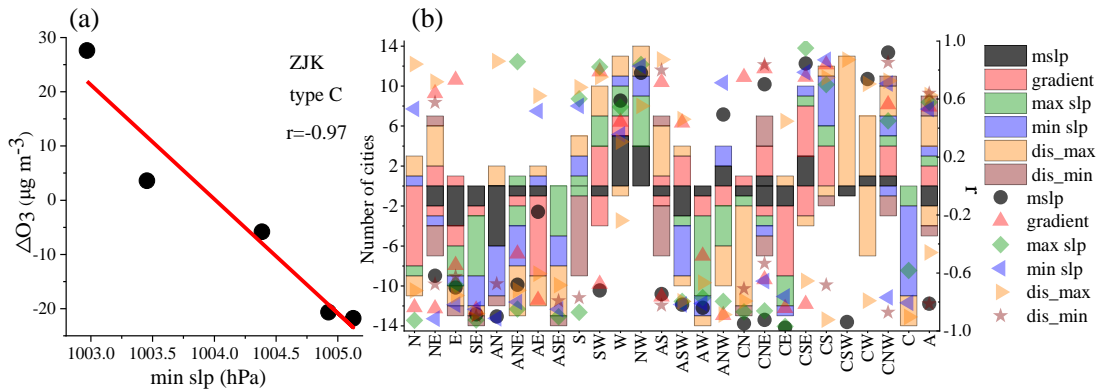 (a)
30
20
10
0
-10
-20
1003.0
1003.5
1004.0
1004.5
1005.0
min slp (hPa)
△O3 (µg m⁻³)
ZJK
type C
r=-0.97
(b)
14
10
6
2
-2
-6
-10
-14
Number of cities
N
NE
E
SE
AN
ANE
AE
ASE
S
SW
W
NW
AS
ASW
AW
ANW
CN
CNE
CE
CSE
CS
CSW
CW
CNW
C
A
1.0
0.6
0.2
-0.2
-0.6
-1.0
r
mslp
gradient
max slp
min slp
dis_max
dis_min
mslp
gradient
max slp
min slp
dis_max
dis_min